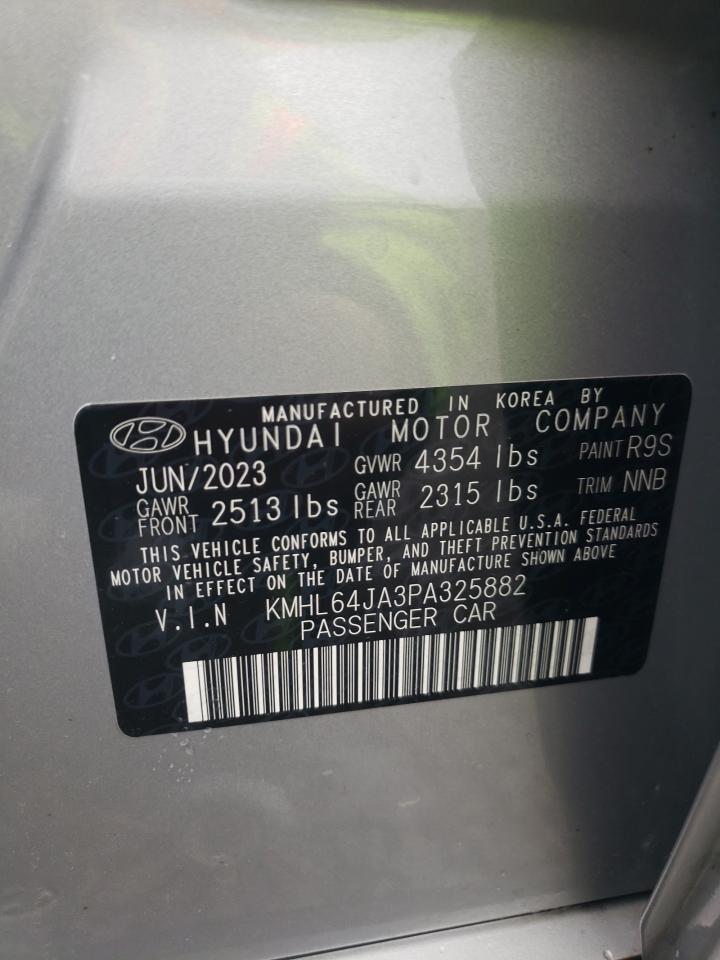 MANUFACTURED IN KOREA BY
HYUNDAI MOTOR COMPANY
JUN/2023 GVWR 4354 lbs PAINT R9S
GAWR FRONT 2513 lbs GAWR REAR 2315 lbs TRIM NNB
THIS VEHICLE CONFORMS TO ALL APPLICABLE U.S.A. FEDERAL
MOTOR VEHICLE SAFETY, BUMPER, AND THEFT PREVENTION STANDARDS
IN EFFECT ON THE DATE OF MANUFACTURE SHOWN ABOVE
V.I.N KMHL64JA3PA325882
PASSENGER CAR